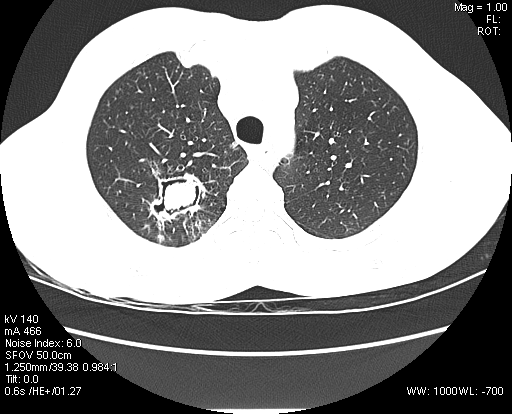 Mag = 1.00
FL:
ROT:
kV 140
mA 466
Noise Index: 6.0
SFOV 50.0cm
1.250mm/39.38 0.984:1
Tilt: 0.0
0.6s /HE+/01.27
WW: 1000WL: -700